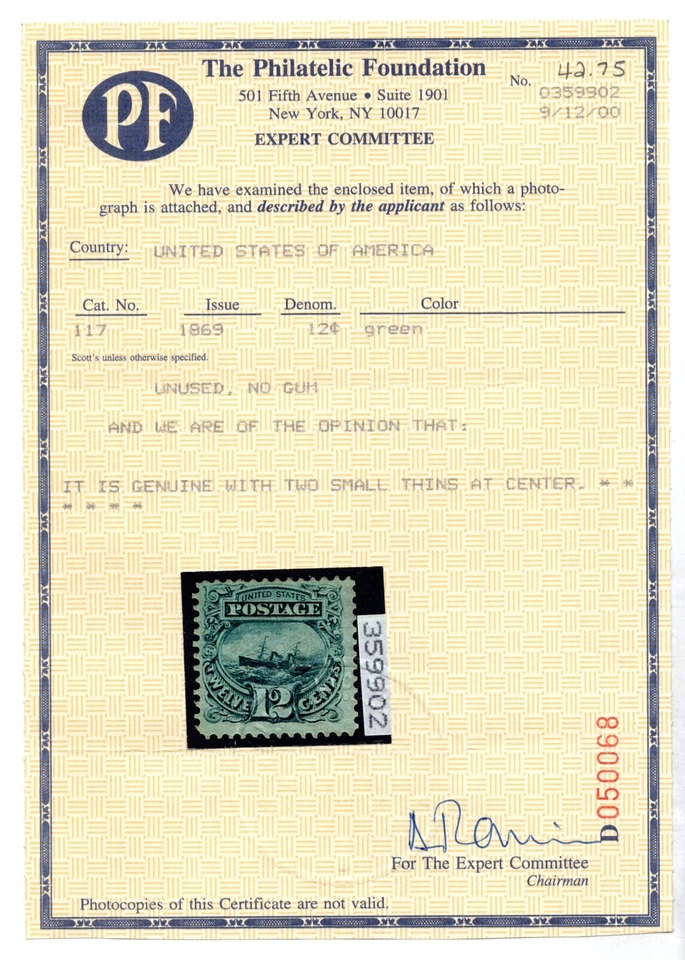 PF
The Philatelic Foundation
501 Fifth Avenue • Suite 1901
New York, NY 10017
EXPERT COMMITTEE
No.
42.75
0359902
9/12/00
We have examined the enclosed item, of which a photo-
graph is attached, and described by the applicant as follows:
Country: UNITED STATES OF AMERICA
Cat. No. Issue Denom. Color
117 1869 12¢ green
Scott's unless otherwise specified.
UNUSED, NO GUM
AND WE ARE OF THE OPINION THAT:
IT IS GENUINE WITH TWO SMALL THINS AT CENTER. * *
* * * *
UNITED STATES
POSTAGE
TWELVE 12 CENTS
359902
D050068
For The Expert Committee
Chairman
Photocopies of this Certificate are not valid.